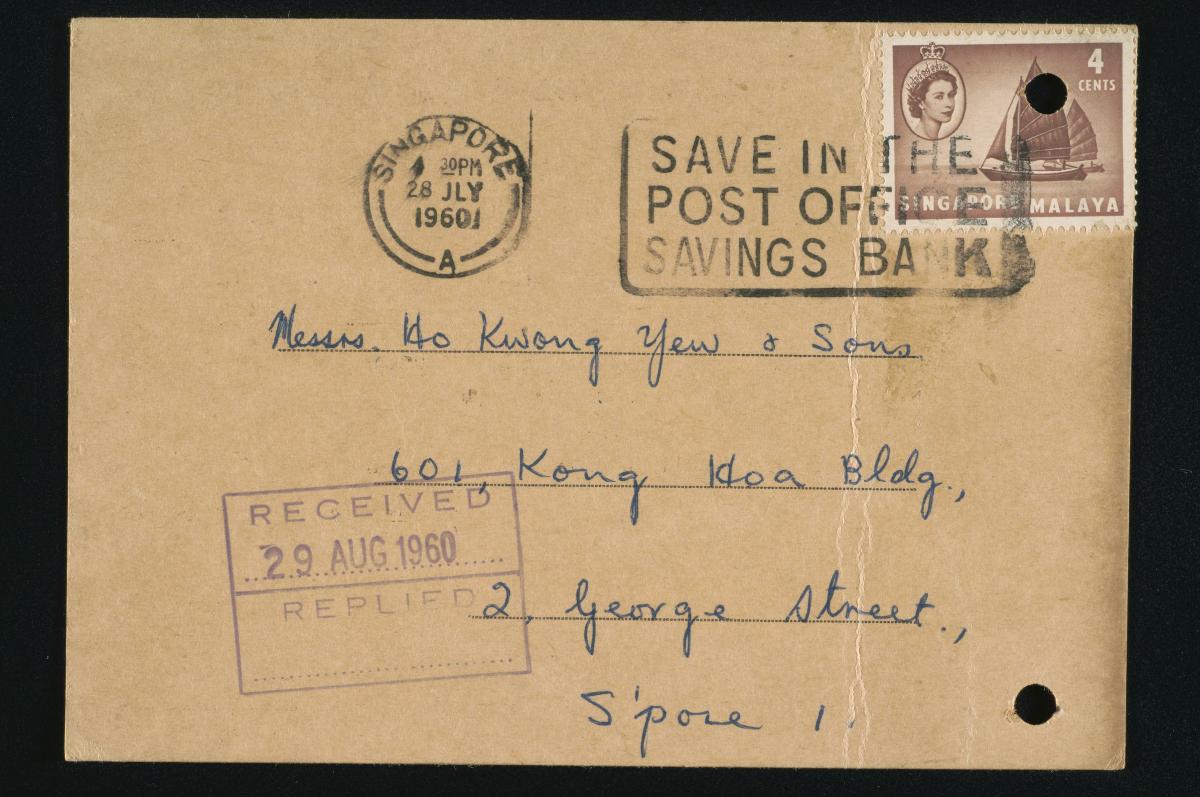 4
CENTS
SINGAPORE MALAYA
SINGAPORE
30PM
28 JLY
1960
A
SAVE IN THE
POST OFFICE
SAVINGS BANK
Messrs. Ho Kwong Yew & Sons
601, Kong Hoa Bldg.,
2, George Street.,
S'pore 1.
RECEIVED
29 AUG 1960
REPLIED